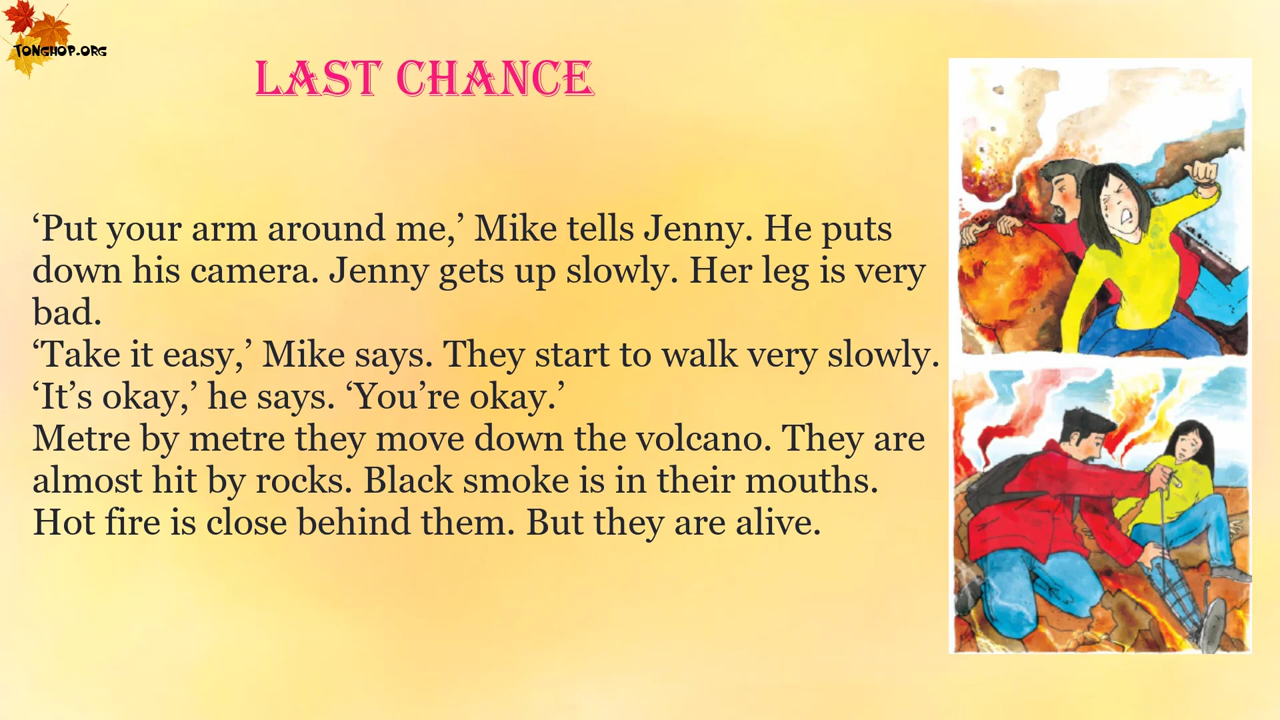 TONGHOP.ORG
LAST CHANCE
‘Put your arm around me,’ Mike tells Jenny. He puts
down his camera. Jenny gets up slowly. Her leg is very
bad.
‘Take it easy,’ Mike says. They start to walk very slowly.
‘It’s okay,’ he says. ‘You’re okay.’
Metre by metre they move down the volcano. They are
almost hit by rocks. Black smoke is in their mouths.
Hot fire is close behind them. But they are alive.